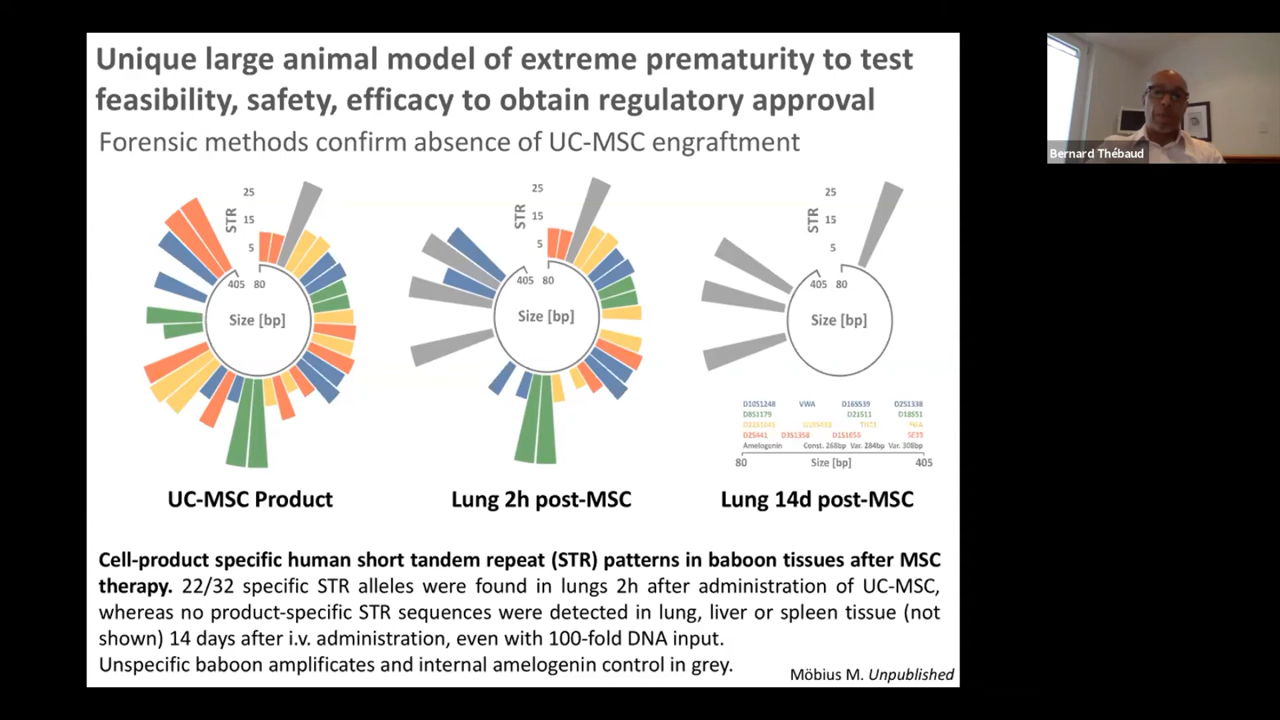 Unique large animal model of extreme prematurity to test
feasibility, safety, efficacy to obtain regulatory approval
Forensic methods confirm absence of UC-MSC engraftment
Bernard Thébaud
25
15
5
STR
405 80
Size [bp]
UC-MSC Product
25
15
5
STR
405 80
Size [bp]
Lung 2h post-MSC
25
15
5
STR
405 80
Size [bp]
D10S1248 VWA D16S539 D2S1338
D8S1179 D21S11 D18S51
TH01 FGA
D2S441 D3S1358 D1S1656 SE33
Amelogenin Const. 268bp Var. 284bp Var. 308bp
80 Size [bp] 405
Lung 14d post-MSC
Cell-product specific human short tandem repeat (STR) patterns in baboon tissues after MSC
therapy. 22/32 specific STR alleles were found in lungs 2h after administration of UC-MSC,
whereas no product-specific STR sequences were detected in lung, liver or spleen tissue (not
shown) 14 days after i.v. administration, even with 100-fold DNA input.
Unspecific baboon amplificates and internal amelogenin control in grey.
Möbius M. Unpublished